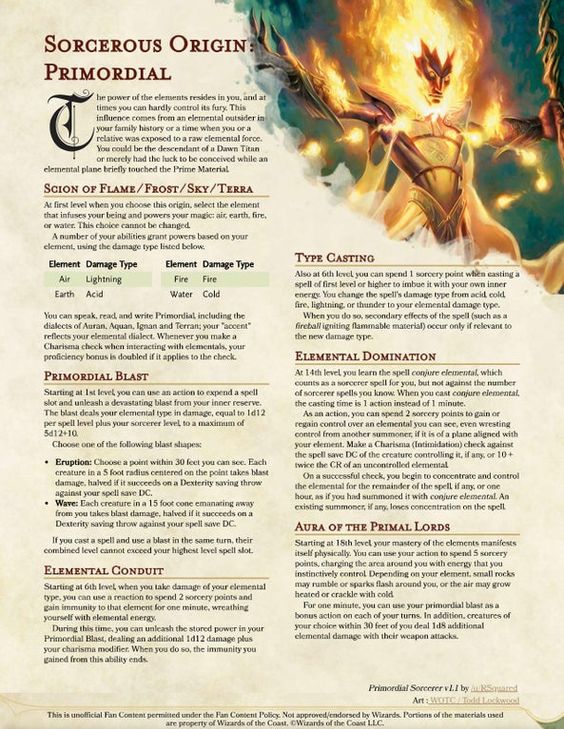 SORCEROUS ORIGIN:
PRIMORDIAL
The power of the elements resides in you, and at
times you can hardly control its fury. This
influence comes from an elemental outsider in
your family history or a time when you or a
relative was exposed to a raw elemental force.
You could be the descendant of a Dawn Titan
or merely had the luck to be conceived while an
elemental plane briefly touched the Prime Material.
SCION OF FLAME/FROST/SKY/TERRA
At first level when you choose this origin, select the element
that infuses your being and powers your magic: air, earth, fire,
or water. This choice cannot be changed.
A number of your abilities grant powers based on your
element, using the damage type listed below.
Element Damage Type Element Damage Type
Air Lightning Fire Fire
Earth Acid Water Cold
You can speak, read, and write Primordial, including the
dialects of Auran, Aquan, Ignan and Terran; your "accent"
reflects your elemental dialect. Whenever you make a
Charisma check when interacting with elementals, your
proficiency bonus is doubled if it applies to the check.
PRIMORDIAL BLAST
Starting at 1st level, you can use an action to expend a spell
slot and unleash a devastating blast from your inner reserve.
The blast deals your elemental type in damage, equal to 1d12
per spell level plus your sorcerer level, to a maximum of
5d12+10.
Choose one of the following blast shapes:
• Eruption: Choose a point within 30 feet you can see. Each
creature in a 5 foot radius centered on the point takes blast
damage, halved if it succeeds on a Dexterity saving throw
against your spell save DC.
• Wave: Each creature in a 15 foot cone emanating away
from you takes blast damage, halved if it succeeds on a
Dexterity saving throw against your spell save DC.
If you cast a spell and use a blast in the same turn, their
combined level cannot exceed your highest level spell slot.
ELEMENTAL CONDUIT
Starting at 6th level, when you take damage of your elemental
type, you can use a reaction to spend 2 sorcery points and
gain immunity to that element for one minute, wreathing
yourself with elemental energy.
During this time, you can unleash the stored power in your
Primordial Blast, dealing an additional 1d12 damage plus
your charisma modifier. When you do so, the immunity you
gained from this ability ends.
TYPE CASTING
Also at 6th level, you can spend 1 sorcery point when casting a
spell of first level or higher to imbue it with your own inner
energy. You change the spell's damage type from acid, cold,
fire, lightning, or thunder to your elemental damage type.
When you do so, secondary effects of the spell (such as a
fireball igniting flammable material) occur only if relevant to
the new damage type.
ELEMENTAL DOMINATION
At 14th level, you learn the spell conjure elemental, which
counts as a sorcerer spell for you, but not against the number
of sorcerer spells you know. When you cast conjure elemental,
the casting time is 1 action instead of 1 minute.
As an action, you can spend 2 sorcery points to gain or
regain control over an elemental you can see, even wresting
control from another summoner, if it is of a plane aligned with
your element. Make a Charisma (Intimidation) check against
the spell save DC of the creature controlling it, if any, or 10 +
twice the CR of an uncontrolled elemental.
On a successful check, you begin to concentrate and control
the elemental for the remainder of the spell, if any, or one
hour, as if you had summoned it with conjure elemental. An
existing summoner, if any, loses concentration on the spell.
AURA OF THE PRIMAL LORDS
Starting at 18th level, your mastery of the elements manifests
itself physically. You can use your action to spend 5 sorcery
points, charging the area around you with energy that you
instinctively control. Depending on your element, small rocks
may rumble or sparks flash around you, or the air may grow
heated or crackle with cold.
For one minute, you can use your primordial blast as a
bonus action on each of your turns. In addition, creatures of
your choice within 30 feet of you deal 1d8 additional
elemental damage with their weapon attacks.
Primordial Sorcerer v1.1 by /u/RSquared
Art : WOTC / Todd Lockwood
This is unofficial Fan Content permitted under the Fan Content Policy. Not approved/endorsed by Wizards. Portions of the materials used
are property of Wizards of the Coast. ©Wizards of the Coast LLC.